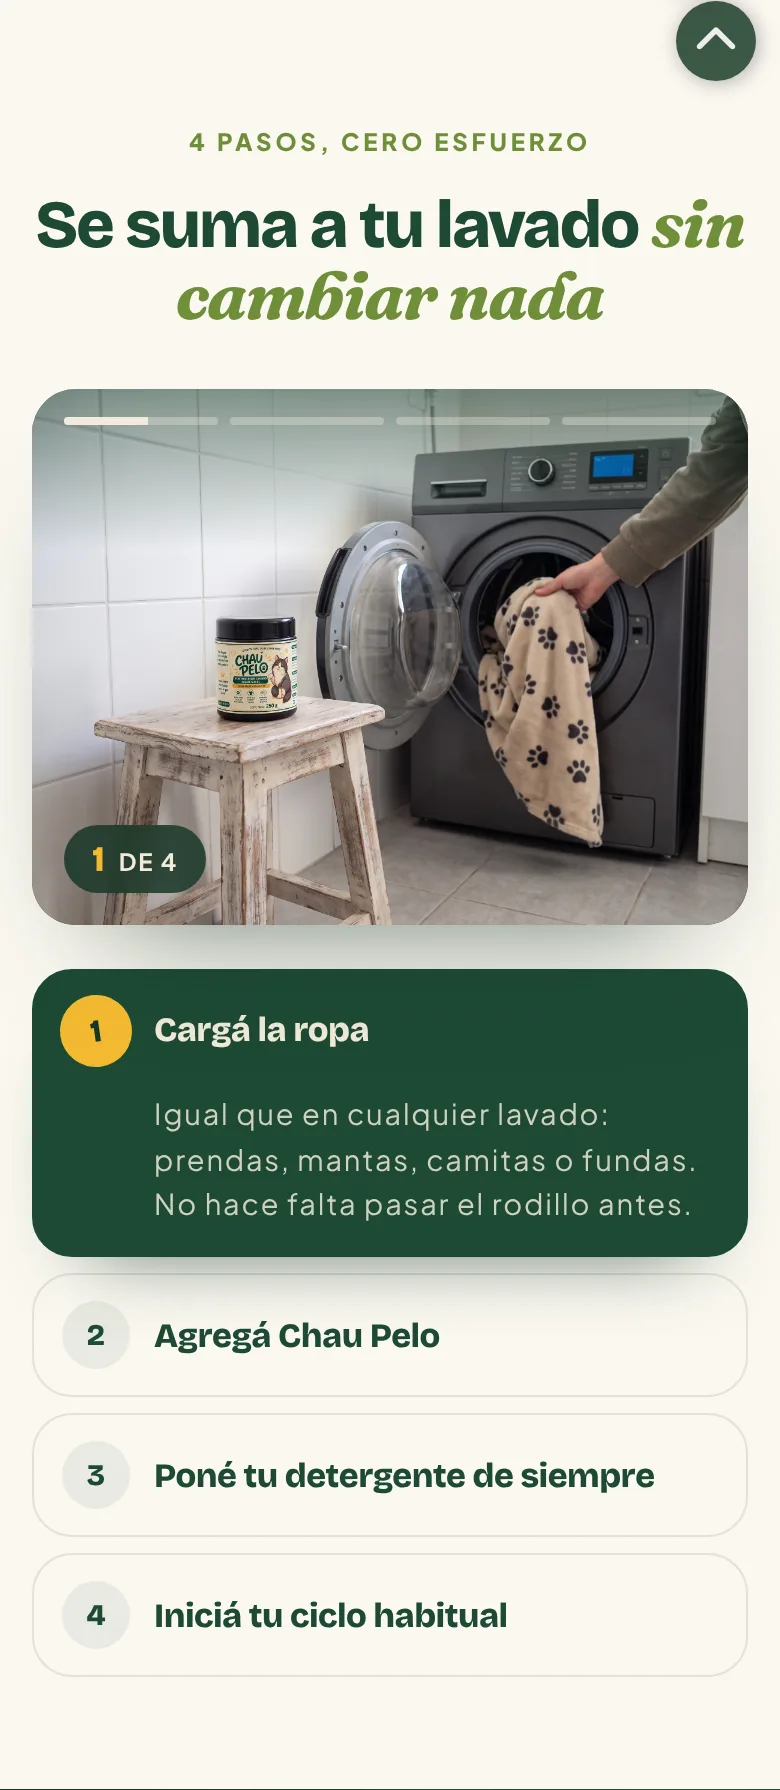 4 PASOS, CERO ESFUERZO
Se suma a tu lavado sin
cambiar nada
CHAU
PELO
1 DE 4
1
Cargá la ropa
Igual que en cualquier lavado:
prendas, mantas, camitas o fundas.
No hace falta pasar el rodillo antes.
2
Agregá Chau Pelo
3
Poné tu detergente de siempre
4
Iniciá tu ciclo habitual